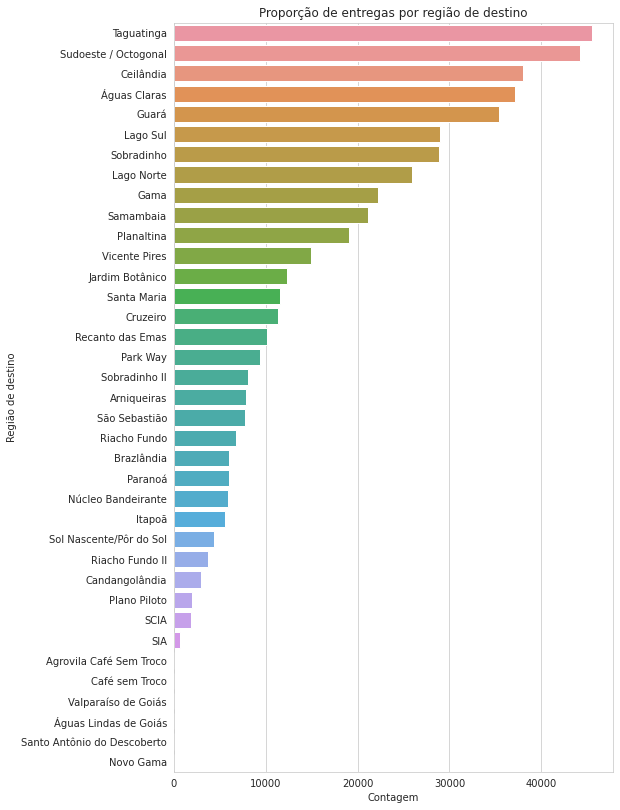 Proporção de entregas por região de destino
Taguatinga
Sudoeste / Octogonal
Ceilândia
Águas Claras
Guará
Lago Sul
Sobradinho
Lago Norte
Gama
Samambaia
Planaltina
Vicente Pires
Jardim Botânico
Santa Maria
Cruzeiro
Recanto das Emas
Park Way
Sobradinho II
Arniqueiras
São Sebastião
Riacho Fundo
Brazlândia
Paranoá
Núcleo Bandeirante
Itapoã
Sol Nascente/Pôr do Sol
Riacho Fundo II
Candangolândia
Plano Piloto
SCIA
SIA
Agrovila Café Sem Troco
Café sem Troco
Valparaíso de Goiás
Águas Lindas de Goiás
Santo Antônio do Descoberto
Novo Gama
Região de destino
0 10000 20000 30000 40000
Contagem